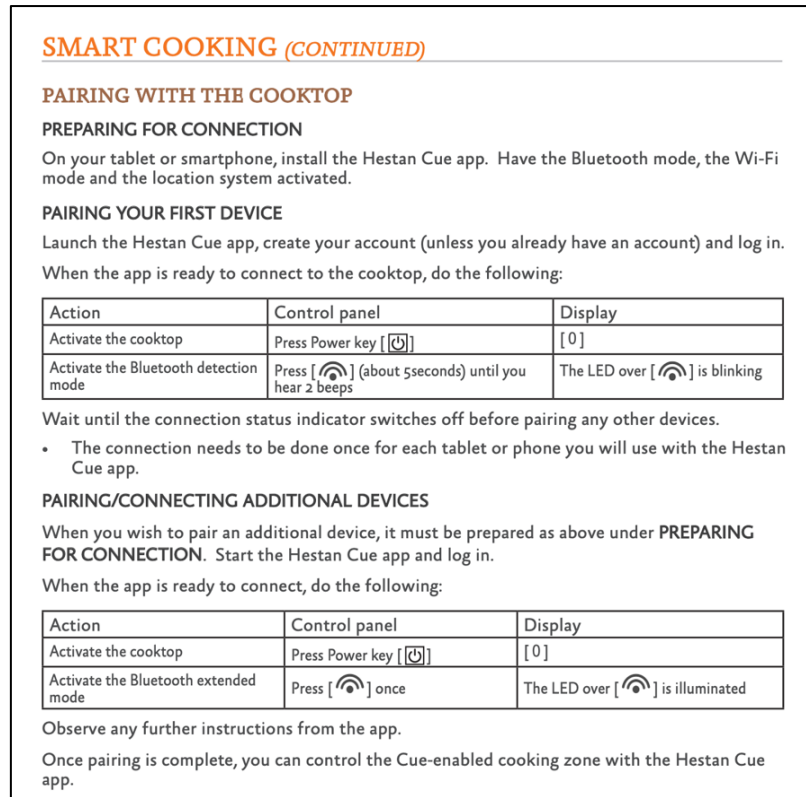 SMART COOKING (CONTINUED)
PAIRING WITH THE COOKTOP
PREPARING FOR CONNECTION
On your tablet or smartphone, install the Hestan Cue app. Have the Bluetooth mode, the Wi-Fi
mode and the location system activated.
PAIRING YOUR FIRST DEVICE
Launch the Hestan Cue app, create your account (unless you already have an account) and log in.
When the app is ready to connect to the cooktop, do the following:
Action Control panel Display
Activate the cooktop Press Power key [ ] [ 0 ]
Activate the Bluetooth detection
mode
Press [ ] (about 5seconds) until you
hear 2 beeps
The LED over [ ] is blinking
Wait until the connection status indicator switches off before pairing any other devices.
• The connection needs to be done once for each tablet or phone you will use with the Hestan
Cue app.
PAIRING/CONNECTING ADDITIONAL DEVICES
When you wish to pair an additional device, it must be prepared as above under PREPARING
FOR CONNECTION. Start the Hestan Cue app and log in.
When the app is ready to connect, do the following:
Action Control panel Display
Activate the cooktop Press Power key [ ] [ 0 ]
Activate the Bluetooth extended
mode
Press [ ] once
The LED over [ ] is illuminated
Observe any further instructions from the app.
Once pairing is complete, you can control the Cue-enabled cooking zone with the Hestan Cue
app.